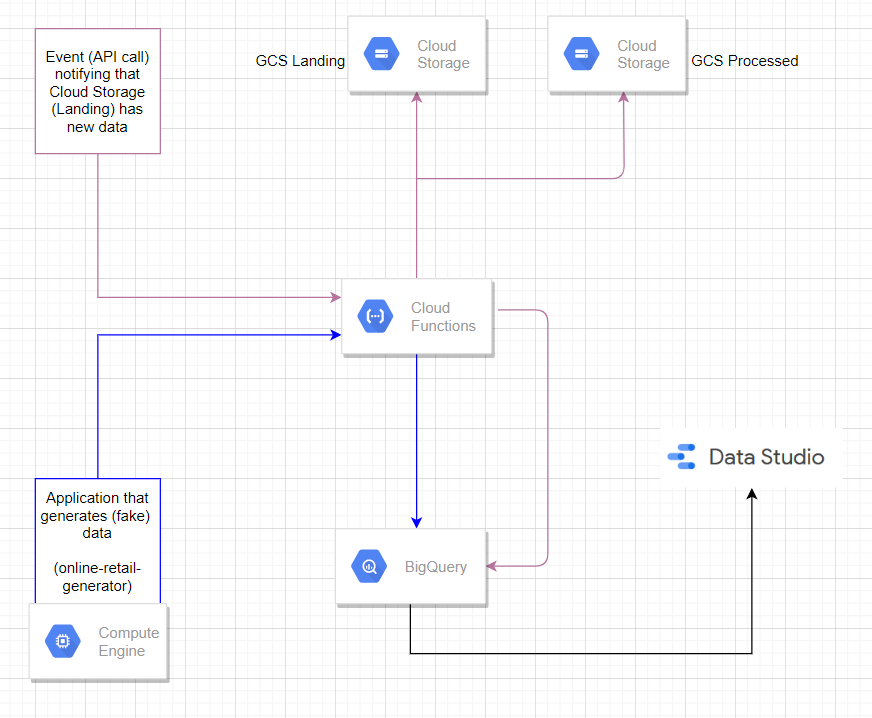 Event (API call)
notifying that
Cloud Storage
(Landing) has
new data
GCS Landing
Cloud
Storage
Cloud
Storage
GCS Processed
Cloud
Functions
Data Studio
Application that
generates (fake)
data
(online-retail-
generator)
BigQuery
Compute
Engine